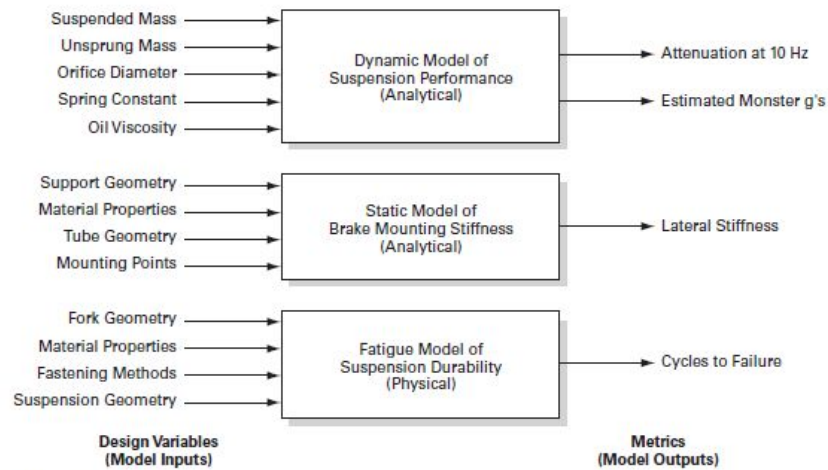 Suspended Mass
Unsprung Mass
Orifice Diameter
Spring Constant
Oil Viscosity
Dynamic Model of
Suspension Performance
(Analytical)
Attenuation at 10 Hz
Estimated Monster g's
Support Geometry
Material Properties
Tube Geometry
Mounting Points
Static Model of
Brake Mounting Stiffness
(Analytical)
Lateral Stiffness
Fork Geometry
Material Properties
Fastening Methods
Suspension Geometry
Fatigue Model of
Suspension Durability
(Physical)
Cycles to Failure
Design Variables
(Model Inputs)
Metrics
(Model Outputs)